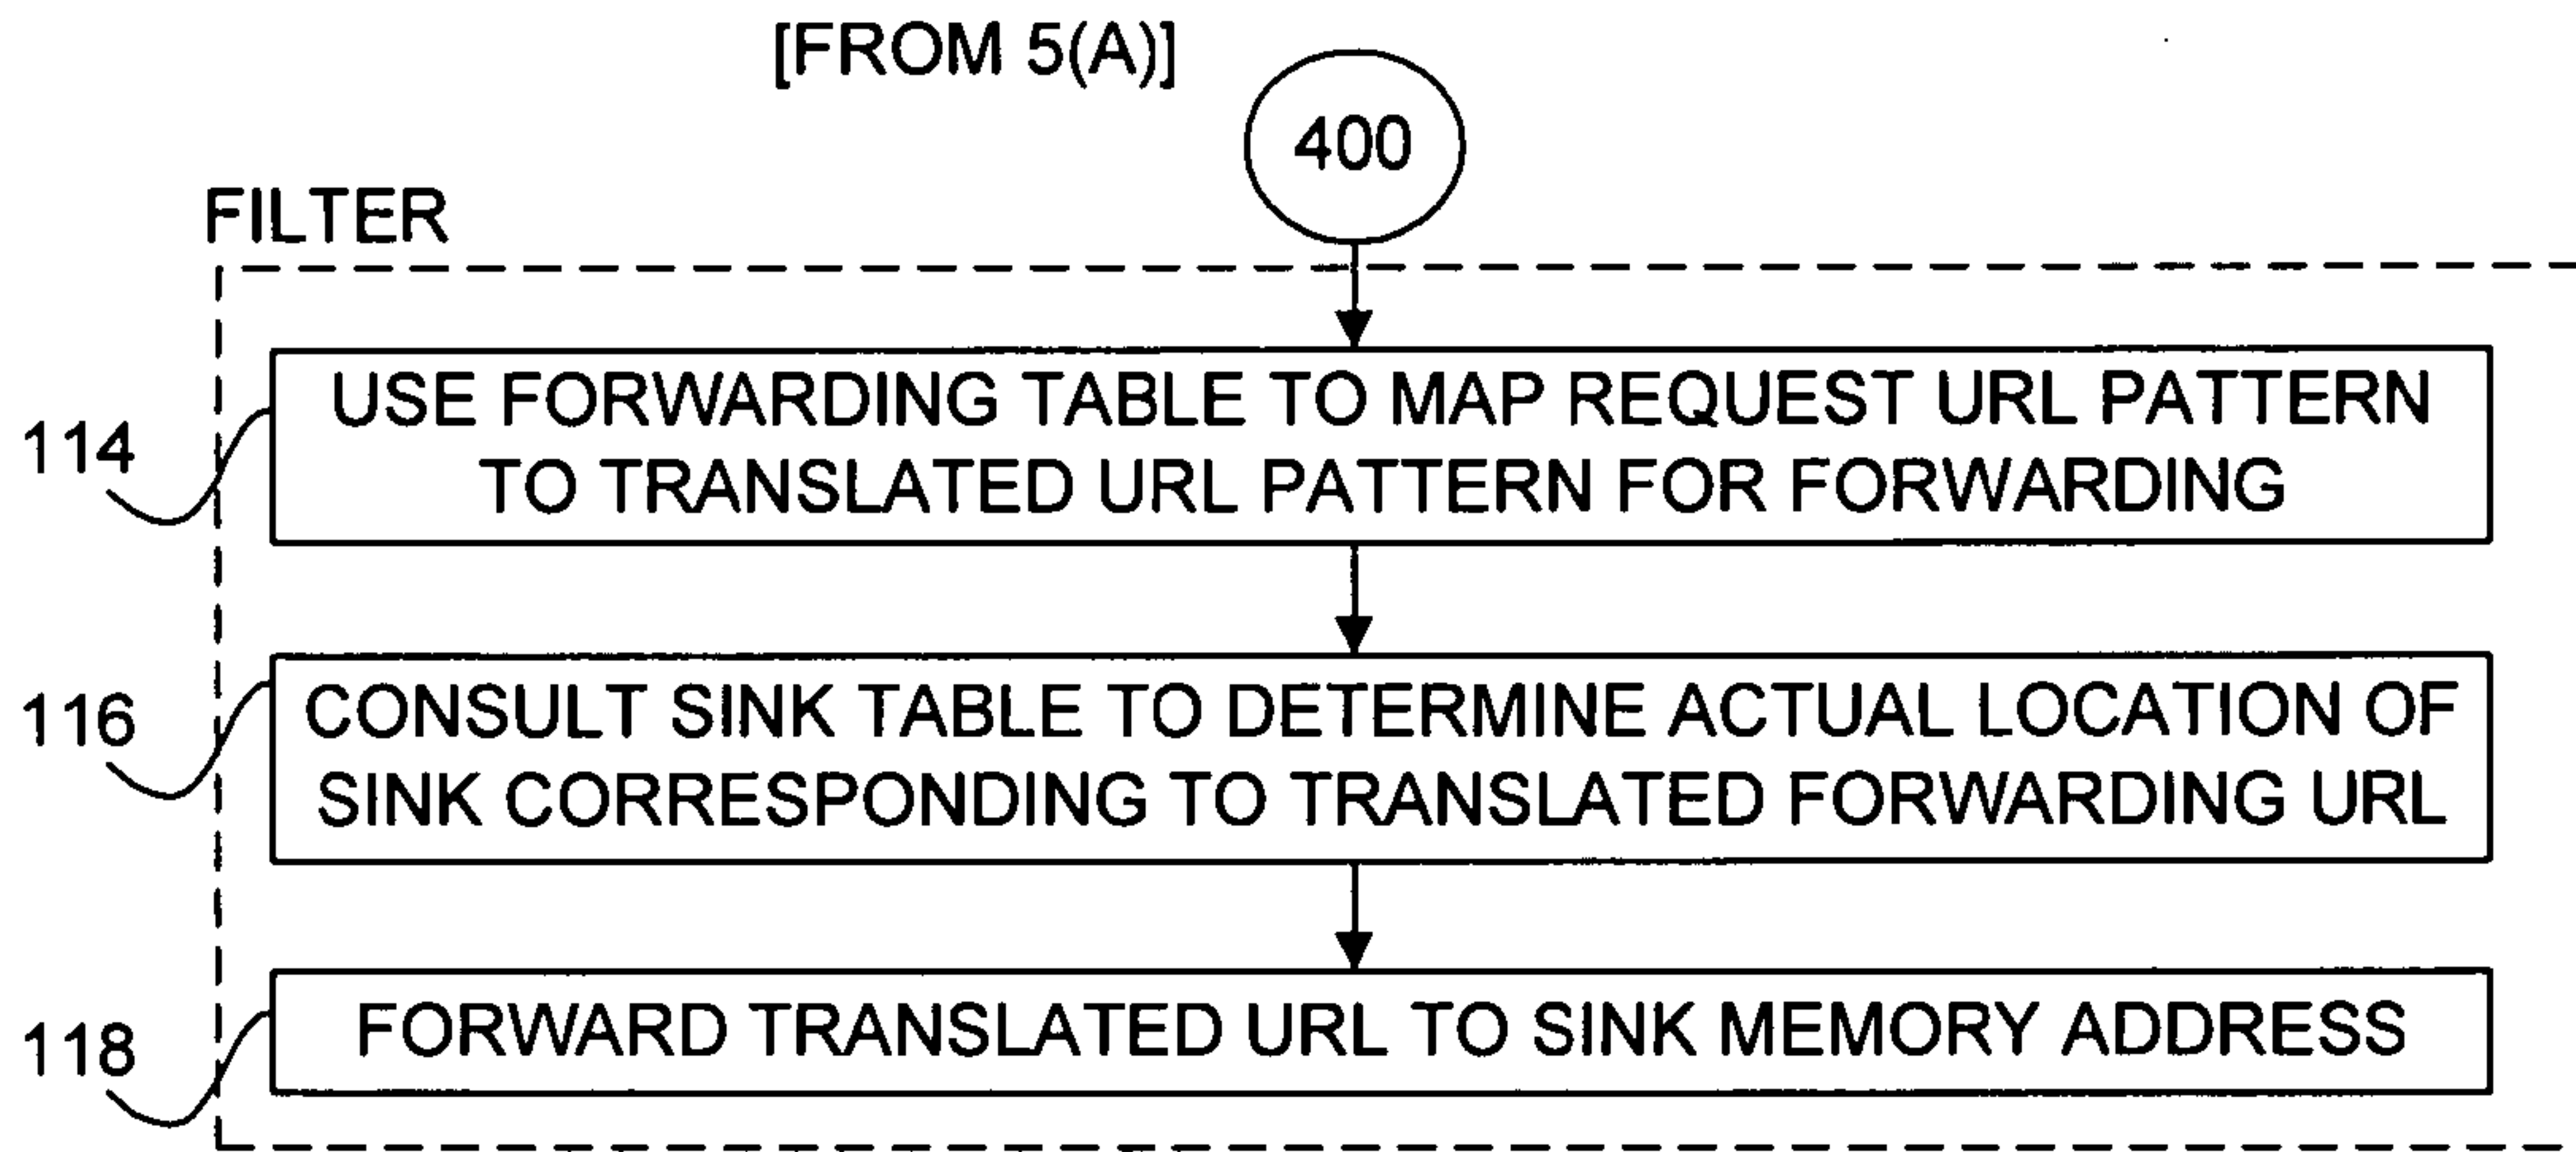 [FROM 5(A)]
400
FILTER
114
USE FORWARDING TABLE TO MAP REQUEST URL PATTERN
TO TRANSLATED URL PATTERN FOR FORWARDING
116
CONSULT SINK TABLE TO DETERMINE ACTUAL LOCATION OF
SINK CORRESPONDING TO TRANSLATED FORWARDING URL
118
FORWARD TRANSLATED URL TO SINK MEMORY ADDRESS